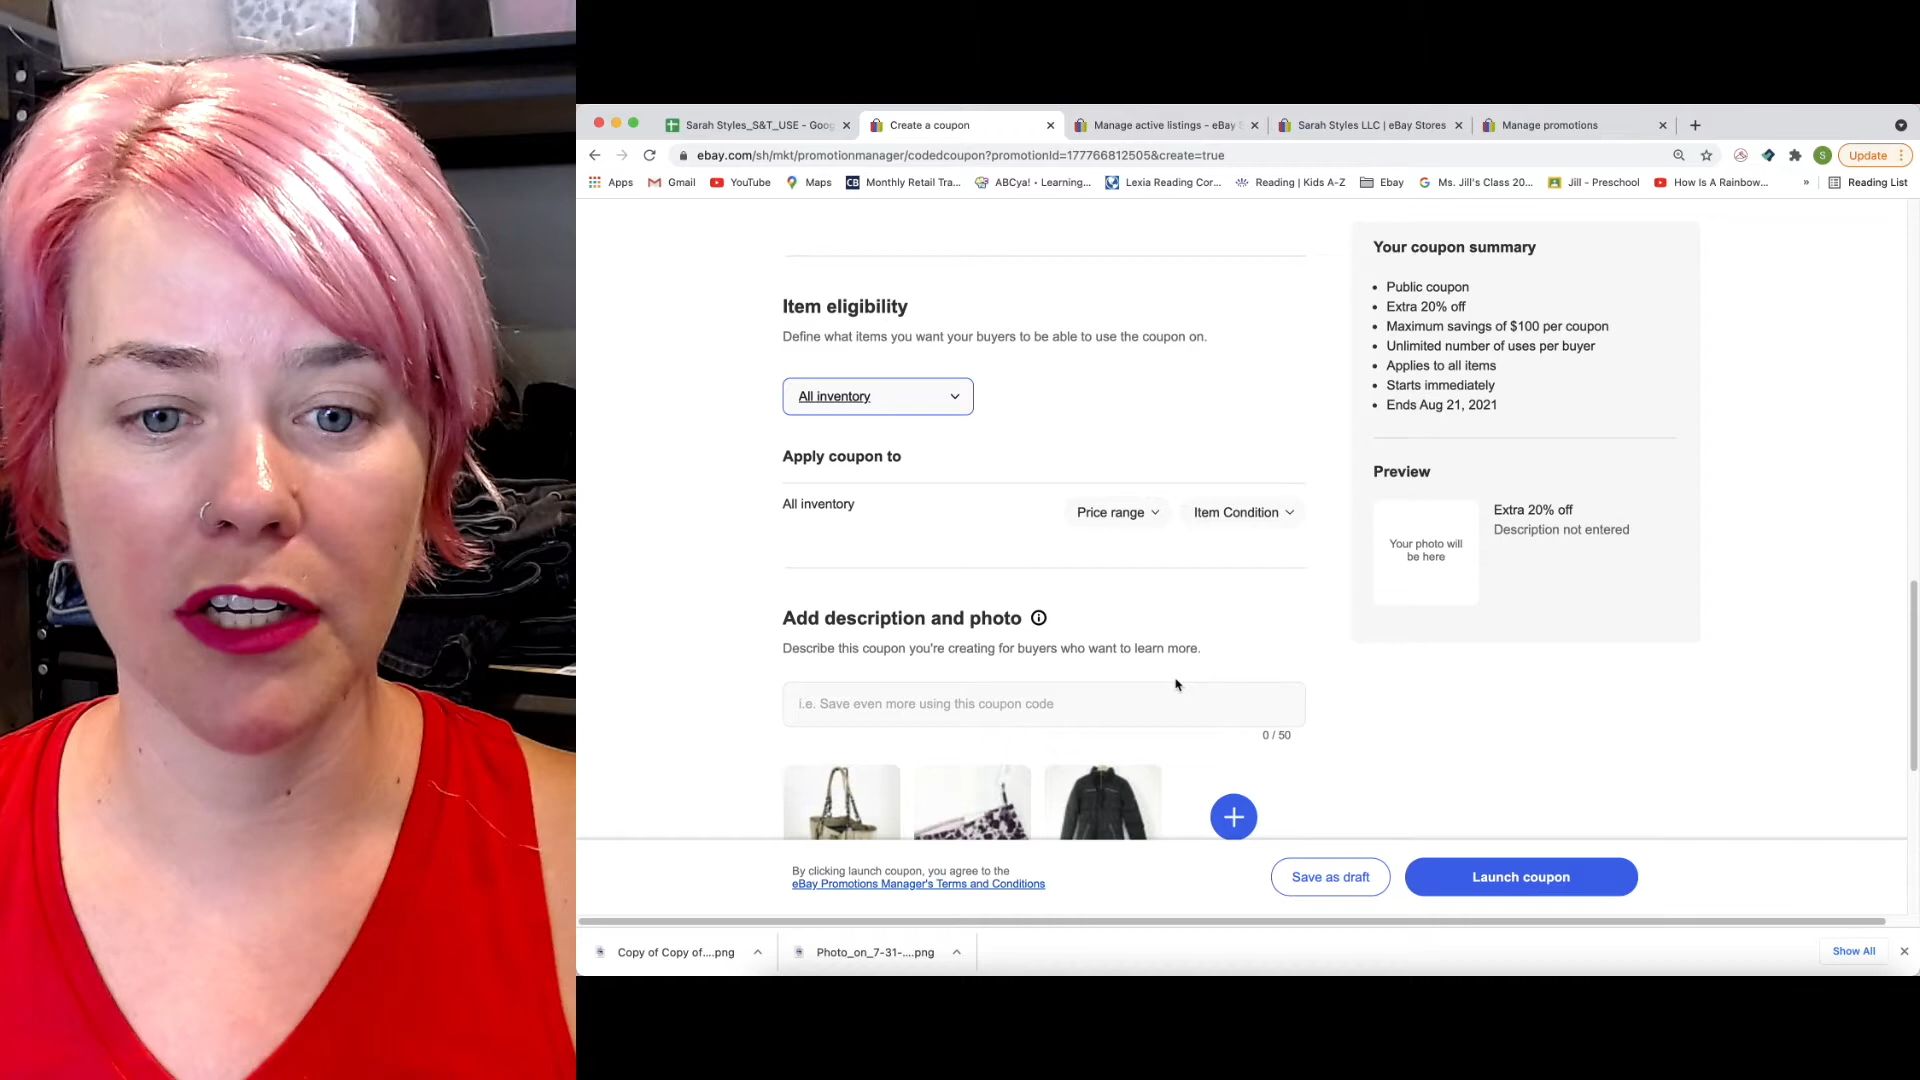 Sarah Styles_S&T_USE - Goog
Create a coupon
Manage active listings - eBay S
Sarah Styles LLC | eBay Stores
Manage promotions
ebay.com/sh/mkt/promotionmanager/codedcoupon?promotionId=177766812505&create=true
S
Update
Apps
Gmail
YouTube
Maps
CB
Monthly Retail Tra...
ABCya! • Learning...
Lexia Reading Cor...
Reading | Kids A-Z
Ebay
Ms. Jill's Class 20...
Jill - Preschool
How Is A Rainbow...
»
Reading List
Item eligibility
Define what items you want your buyers to be able to use the coupon on.
All inventory
Apply coupon to
All inventory
Price range
Item Condition
Add description and photo
Describe this coupon you're creating for buyers who want to learn more.
i.e. Save even more using this coupon code
0 / 50
Your coupon summary
• Public coupon
• Extra 20% off
• Maximum savings of $100 per coupon
• Unlimited number of uses per buyer
• Applies to all items
• Starts immediately
• Ends Aug 21, 2021
Preview
Your photo will
be here
Extra 20% off
Description not entered
By clicking launch coupon, you agree to the
eBay Promotions Manager's Terms and Conditions
Save as draft
Launch coupon
Copy of Copy of....png
Photo_on_7-31-....png
Show All